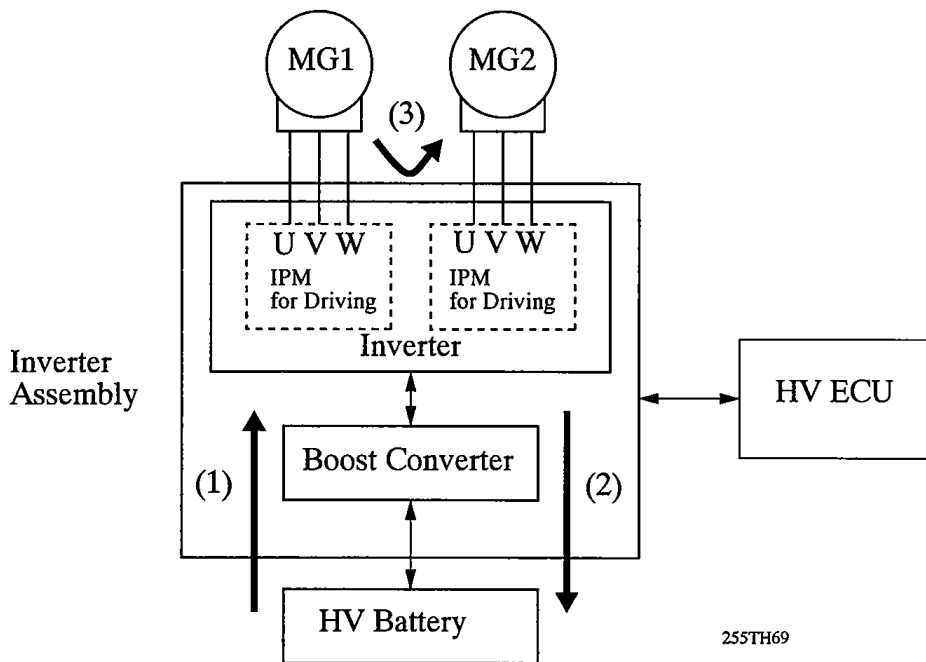 MG1
MG2
(3)
U V W
IPM
for Driving
U V W
IPM
for Driving
Inverter
Inverter
Assembly
HV ECU
Boost Converter
(1)
(2)
HV Battery
255TH69